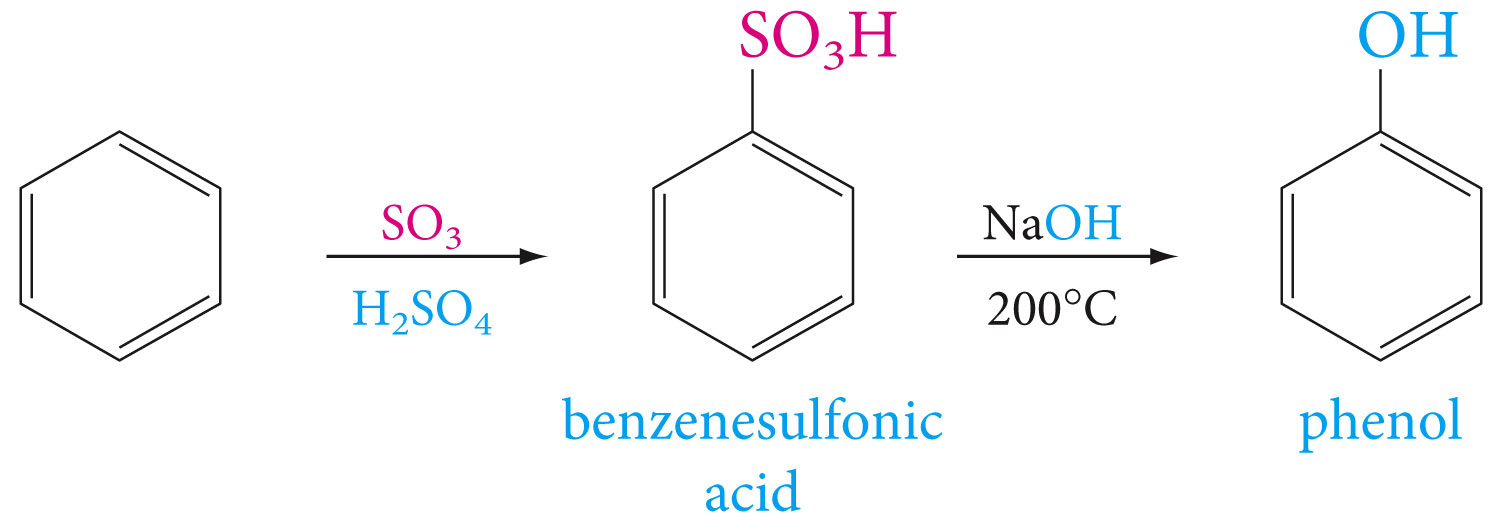 SO₃H
OH
SO₃
H₂SO₄
NaOH
200°C
benzenesulfonic
acid
phenol